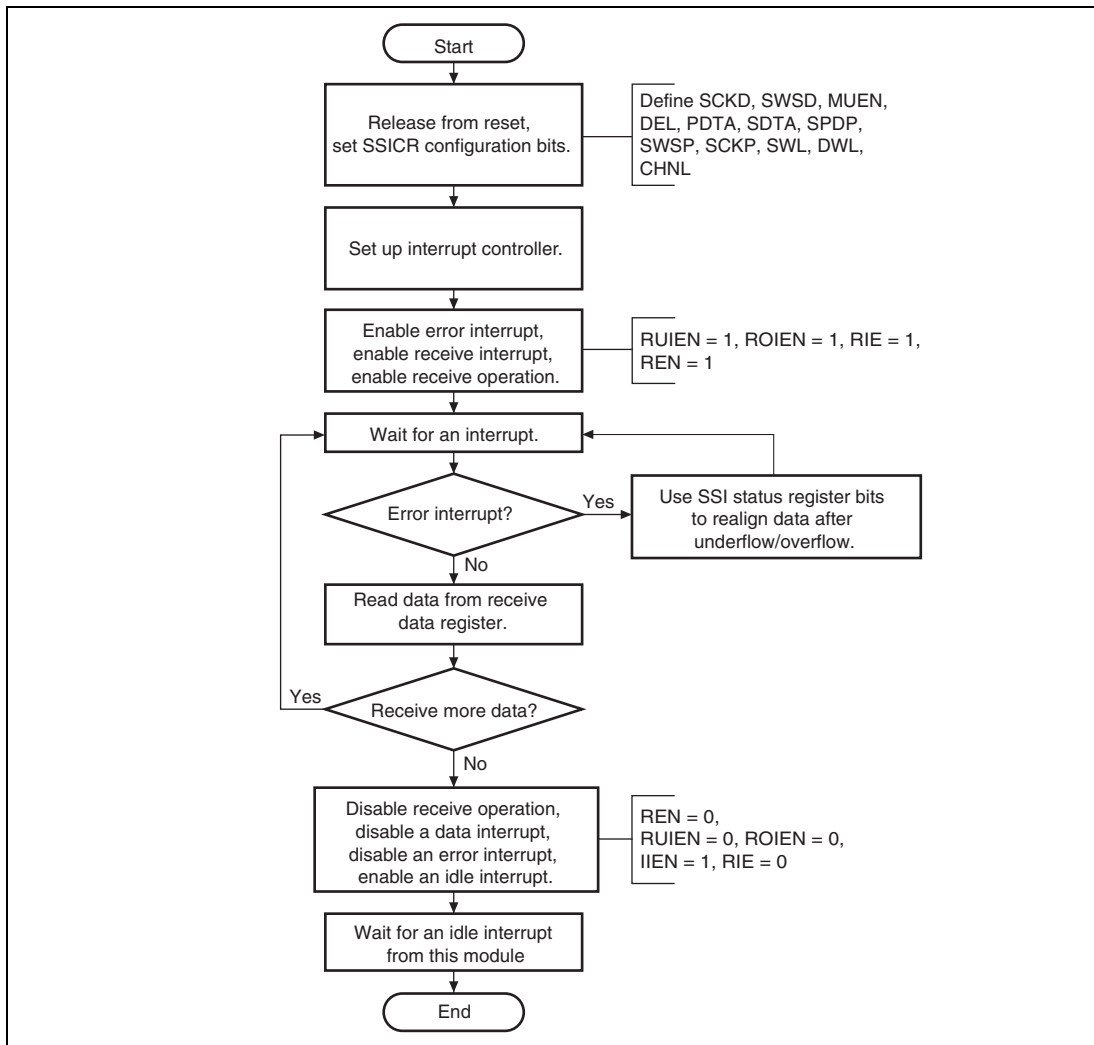 Start
Release from reset,
set SSICR configuration bits.
Define SCKD, SWSD, MUEN,
DEL, PDTA, SDTA, SPDP,
SWSP, SCKP, SWL, DWL,
CHNL
Set up interrupt controller.
Enable error interrupt,
enable receive interrupt,
enable receive operation.
RUIEN = 1, ROIEN = 1, RIE = 1,
REN = 1
Wait for an interrupt.
Error interrupt?
Yes
Use SSI status register bits
to realign data after
underflow/overflow.
No
Read data from receive
data register.
Yes
Receive more data?
No
Disable receive operation,
disable a data interrupt,
disable an error interrupt,
enable an idle interrupt.
REN = 0,
RUIEN = 0, ROIEN = 0,
IIEN = 1, RIE = 0
Wait for an idle interrupt
from this module
End